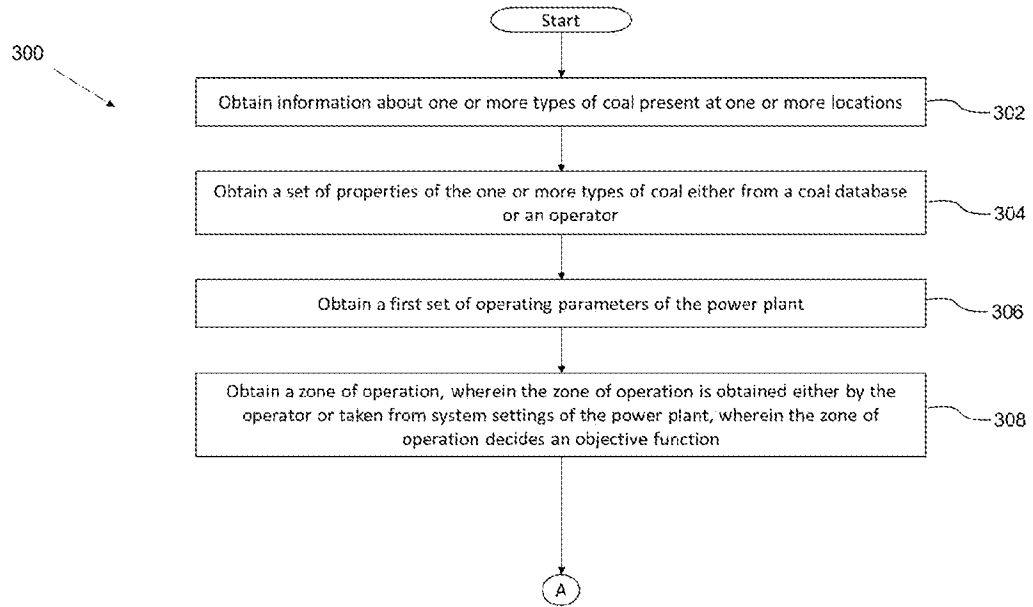 Start
300
Obtain information about one or more types of coal present at one or more locations
302
Obtain a set of properties of the one or more types of coal either from a coal database
or an operator
304
Obtain a first set of operating parameters of the power plant
306
Obtain a zone of operation, wherein the zone of operation is obtained either by the
operator or taken from system settings of the power plant, wherein the zone of
operation decides an objective function
308
A